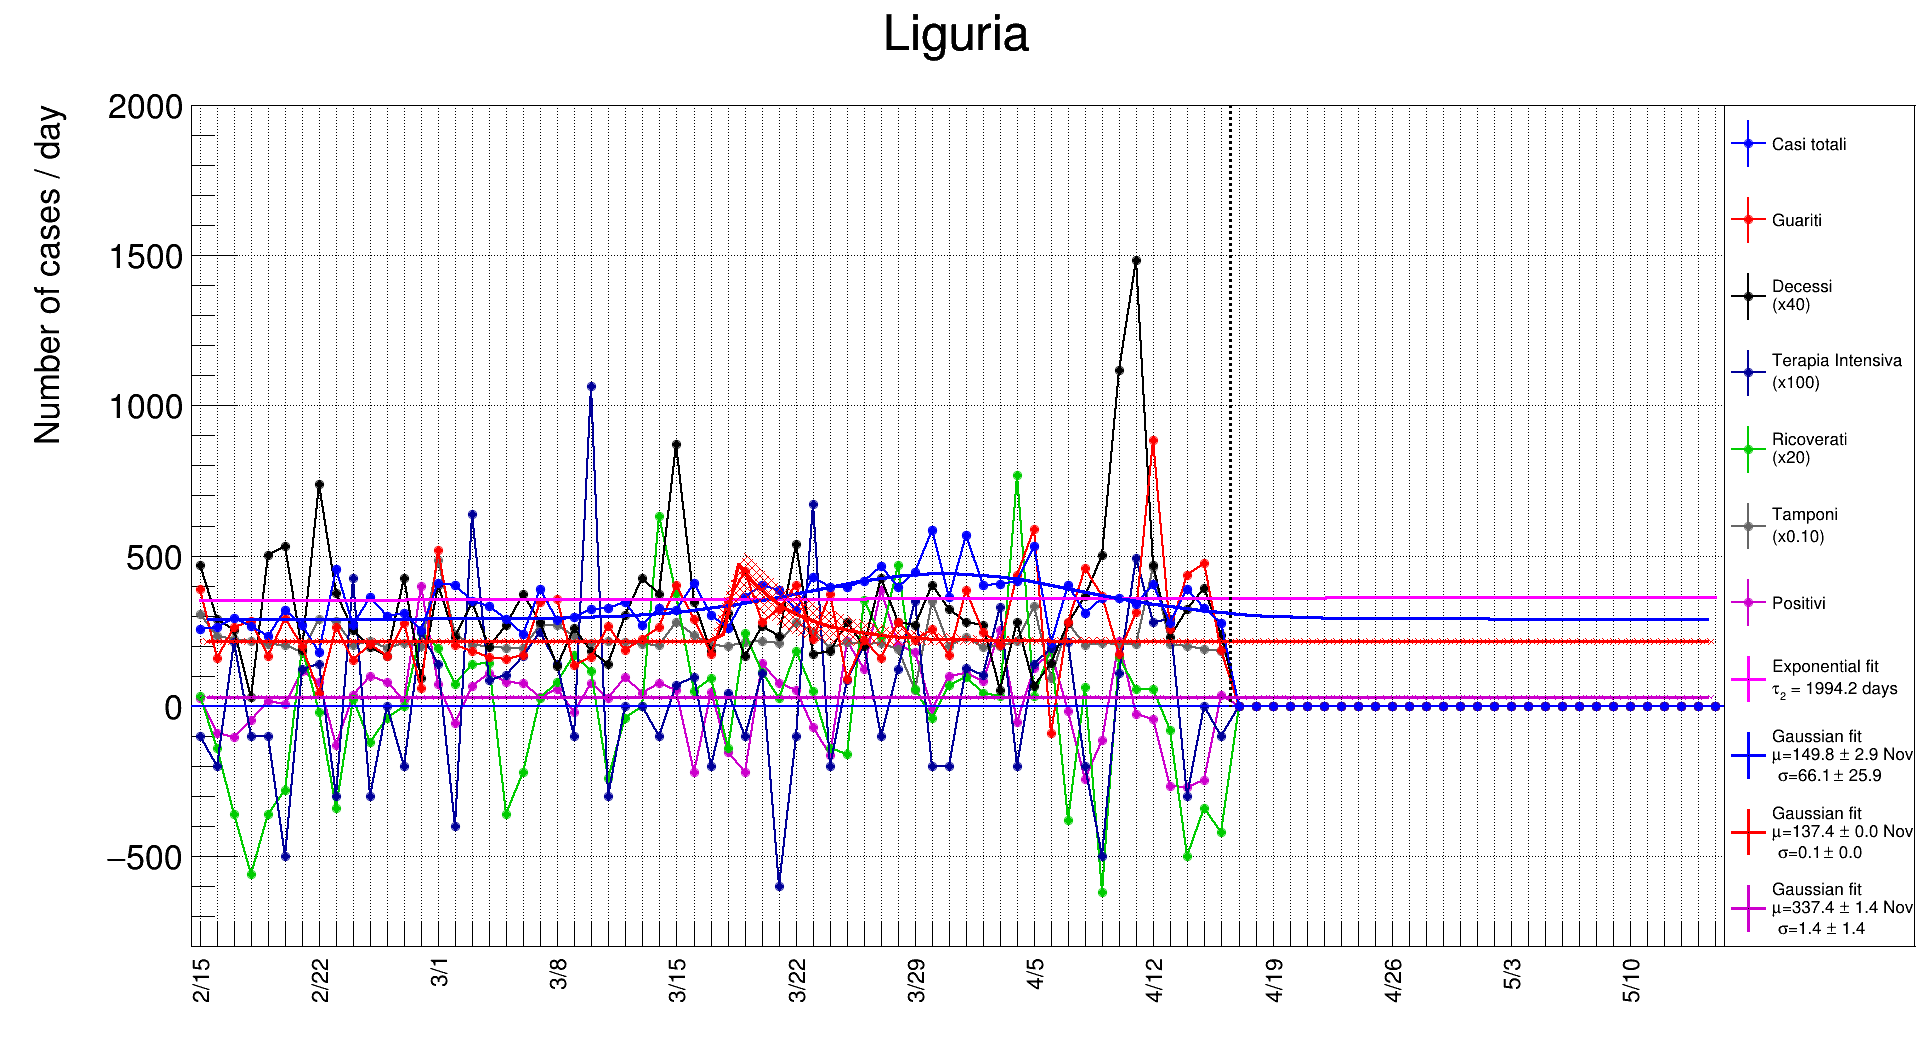 Liguria
Number of cases / day
2000
1500
1000
500
0
−500
2/15
2/22
3/1
3/8
3/15
3/22
3/29
4/5
4/12
4/19
4/26
5/3
5/10
Casi totali
Guariti
Decessi
(x40)
Terapia Intensiva
(x100)
Ricoverati
(x20)
Tamponi
(x0.10)
Positivi
Exponential fit
τ2 = 1994.2 days
Gaussian fit
μ=149.8 ± 2.9 Nov
σ=66.1 ± 25.9
Gaussian fit
μ=137.4 ± 0.0 Nov
σ=0.1 ± 0.0
Gaussian fit
μ=337.4 ± 1.4 Nov
σ=1.4 ± 1.4